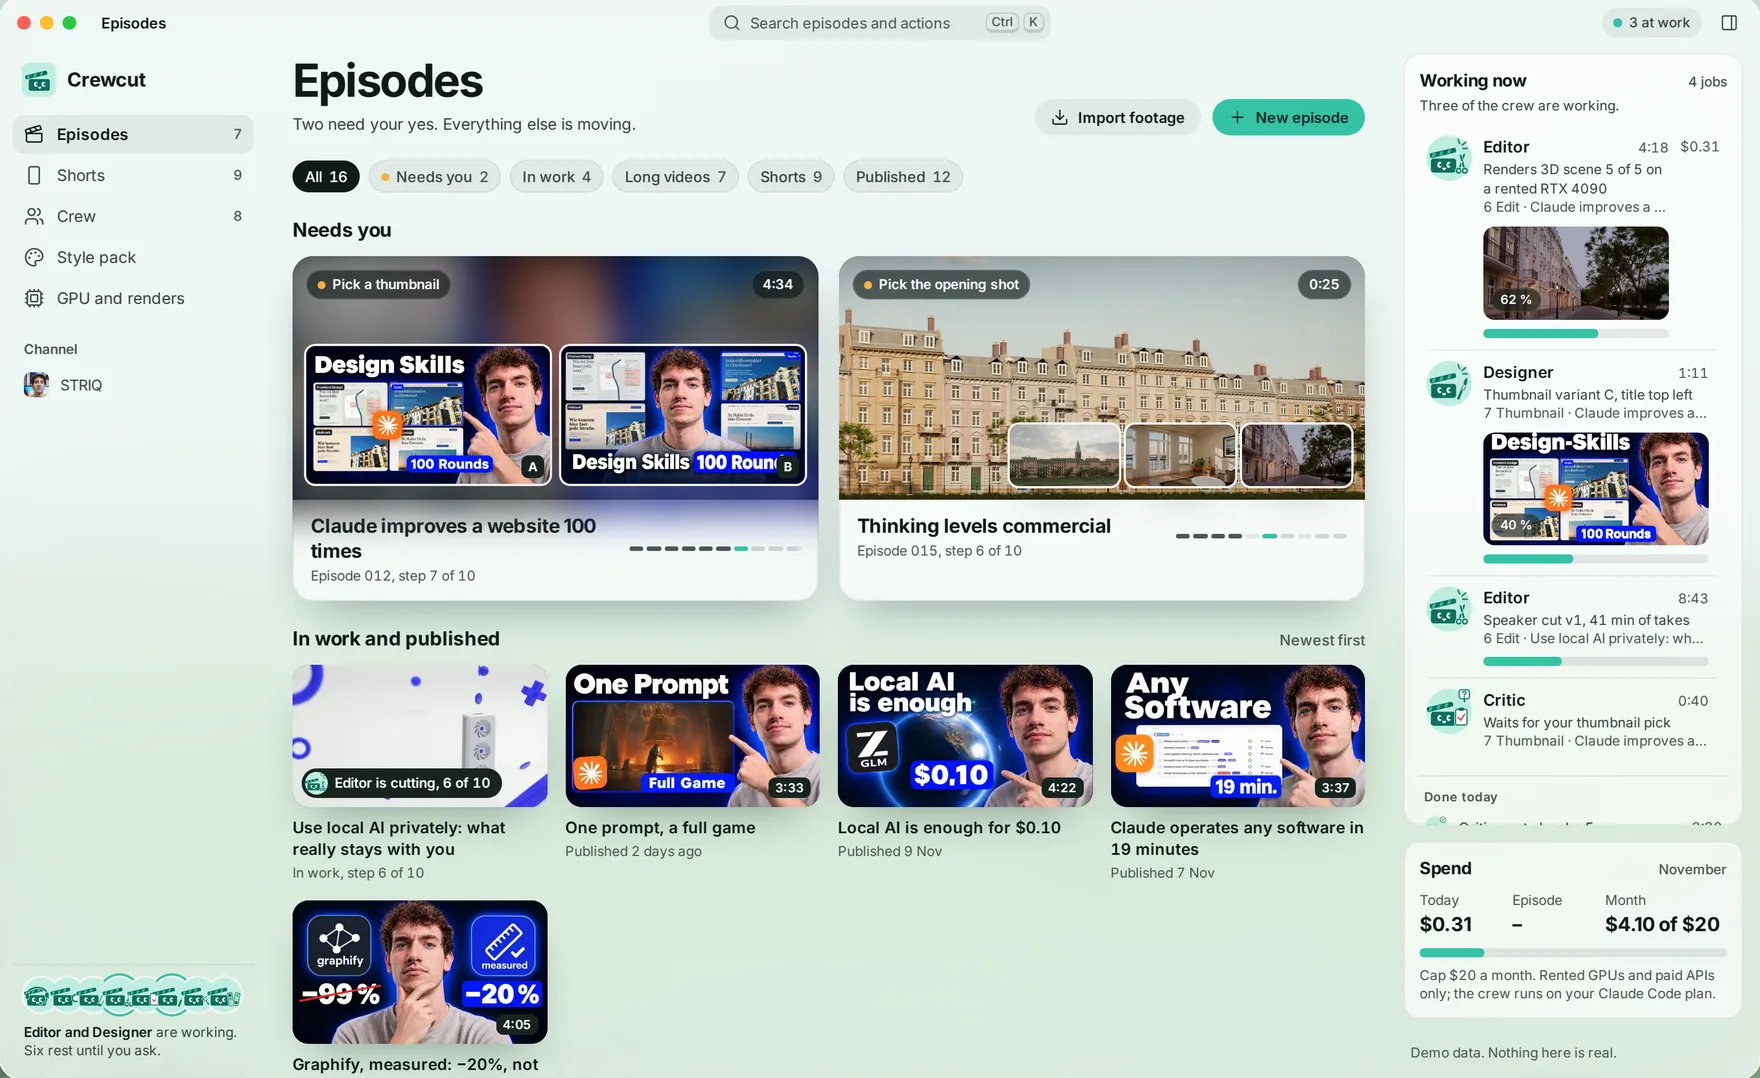 Episodes
Search episodes and actions Ctrl K
3 at work
Crewcut
Episodes 7
Shorts 9
Crew 8
Style pack
GPU and renders
Channel
STRIQ
Editor and Designer are working.
Six rest until you ask.
Episodes
Two need your yes. Everything else is moving.
Import footage
New episode
All 16
Needs you 2
In work 4
Long videos 7
Shorts 9
Published 12
Needs you
Pick a thumbnail
4:34
Design Skills
100 Rounds
A
Design Skills 100 Roun
B
Claude improves a website 100
times
Episode 012, step 7 of 10
Pick the opening shot
0:25
Thinking levels commercial
Episode 015, step 6 of 10
In work and published
Newest first
Editor is cutting, 6 of 10
Use local AI privately: what
really stays with you
In work, step 6 of 10
One Prompt
Full Game
3:33
One prompt, a full game
Published 2 days ago
Local AI
is enough
GLM
$0,10
4:22
Local AI is enough for $0.10
Published 9 Nov
Any
Software
19 min.
3:37
Claude operates any software in
19 minutes
Published 7 Nov
graphify
measured
−99%
−20%
4:05
Graphify, measured: −20%, not
Working now
4 jobs
Three of the crew are working.
Editor 4:18 $0.31
Renders 3D scene 5 of 5 on
a rented RTX 4090
6 Edit · Claude improves a ...
62 %
Designer 1:11
Thumbnail variant C, title top left
7 Thumbnail · Claude improves a...
Design-Skills
40 %
100 Rounds
Editor 8:43
Speaker cut v1, 41 min of takes
6 Edit · Use local AI privately: wh...
Critic 0:40
Waits for your thumbnail pick
7 Thumbnail · Claude improves a...
Done today
Spend
November
Today Episode Month
$0.31 – $4.10 of $20
Cap $20 a month. Rented GPUs and paid APIs
only; the crew runs on your Claude Code plan.
Demo data. Nothing here is real.